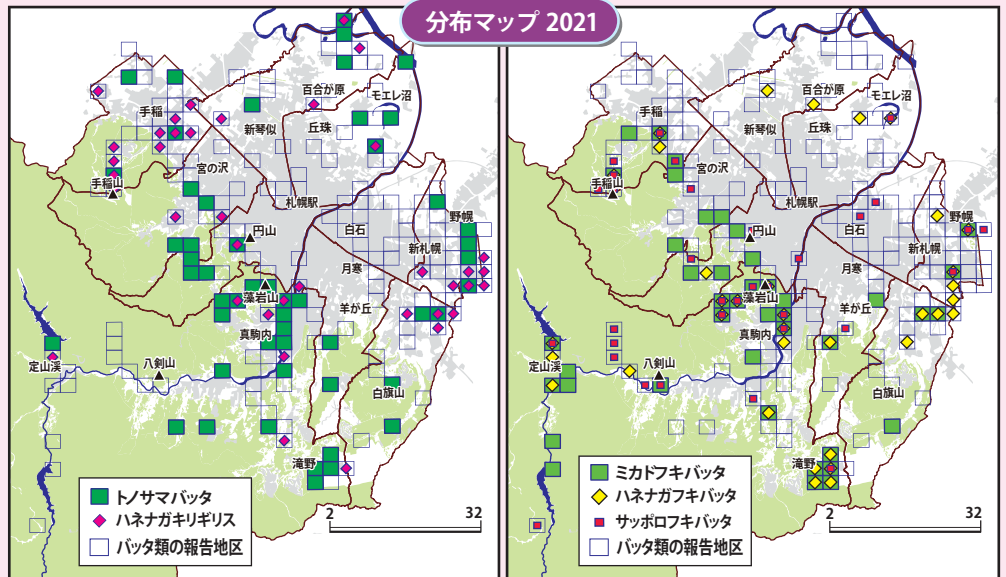 分布マップ 2021
百合が原
モエレ沼
手稲
新琴似
丘珠
宮の沢
手稲山
札幌駅
野幌
円山
白石
新札幌
月寒
藻岩山
羊が丘
真駒内
定山渓
八剣山
白旗山
滝野
トノサマバッタ
ハネナガキリギリス
バッタ類の報告地区
2 32
百合が原
モエレ沼
手稲
新琴似
丘珠
宮の沢
手稲山
札幌駅
野幌
円山
白石
新札幌
月寒
藻岩山
羊が丘
真駒内
定山渓
八剣山
白旗山
滝野
ミカドフキバッタ
ハネナガフキバッタ
サッポロフキバッタ
バッタ類の報告地区
2 32